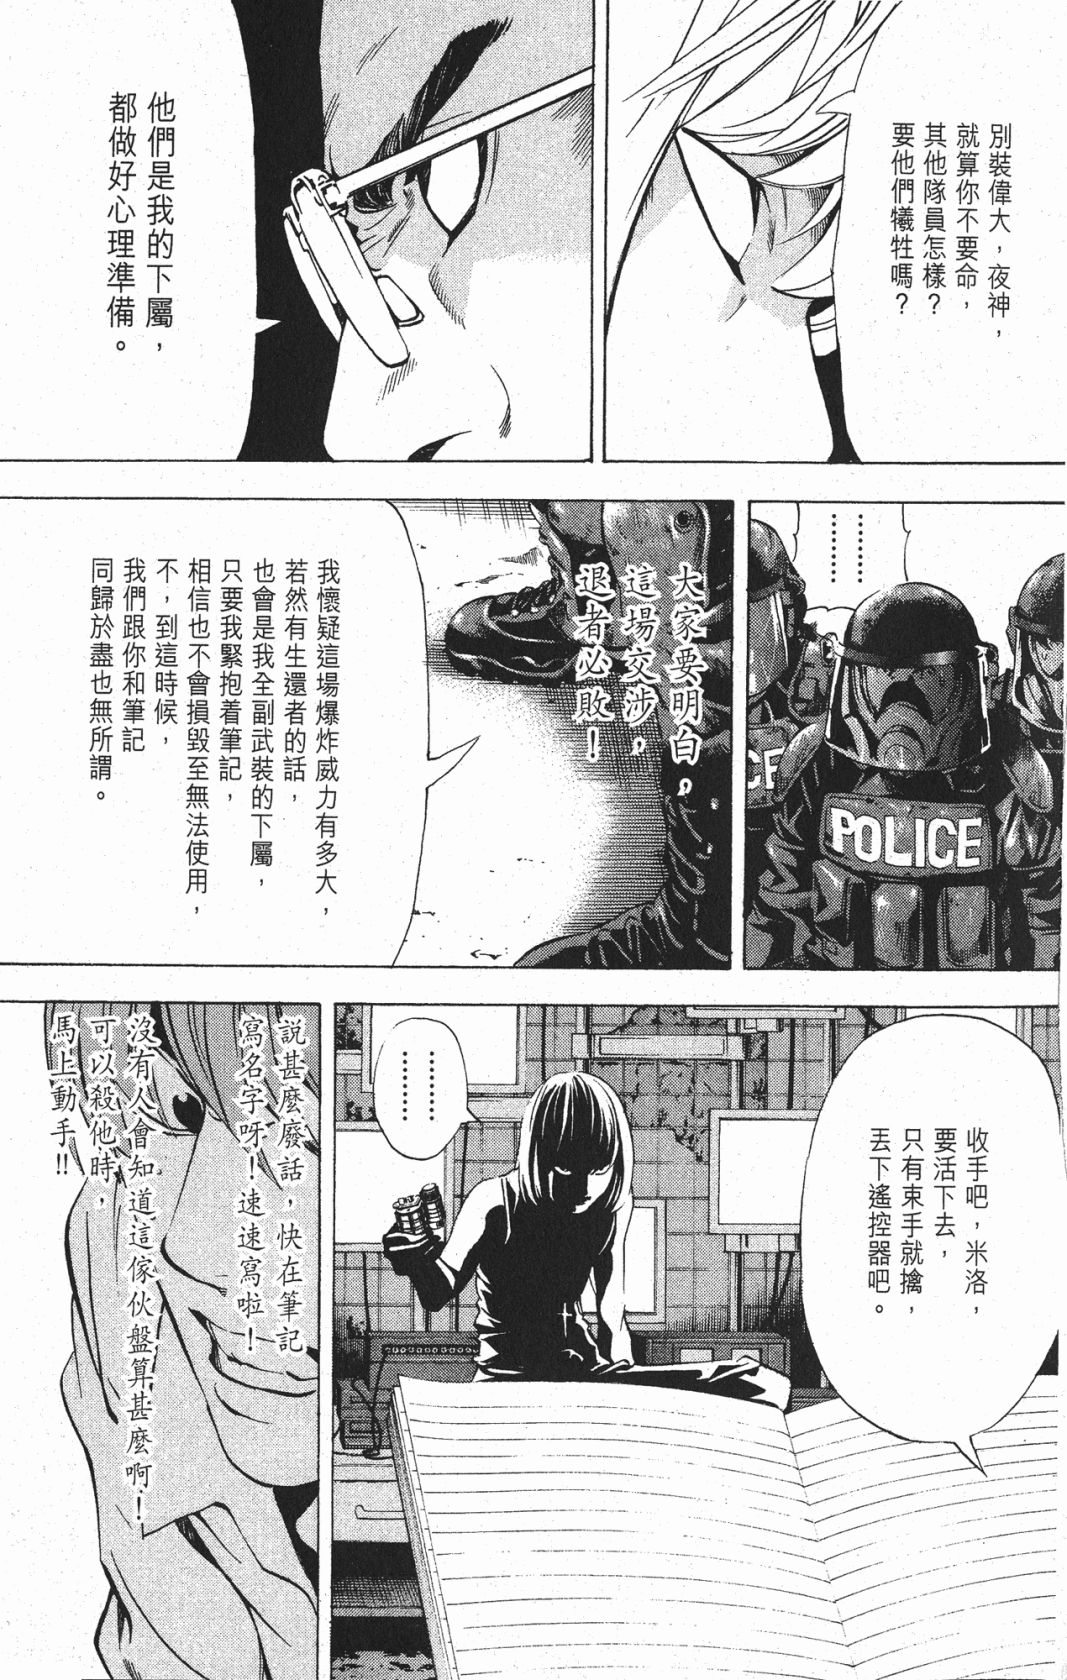 別裝偉大，夜神，
就算你不要命，
其他隊員怎樣？
要他們犧牲嗎？
他們是我的下屬，
都做好心理準備。
⋯⋯⋯
大家要明白，
這場交涉，
退者必敗！
POLICE
CE
我懷疑這場爆炸威力有多大，
若然有生還者的話，
也會是我全副武裝的下屬，
只要我緊抱着筆記，
相信也不會損毀至無法使用，
不，到這時候，
我們跟你和筆記
同歸於盡也無所謂。
收手吧，米洛，
要活下去，
只有束手就擒，
丟下遙控器吧。
⋯⋯⋯
⋯⋯⋯
說甚麼廢話，快在筆記
寫名字呀！速速寫啦！
沒有人會知道這傢伙盤算甚麼啊！
可以殺他時，
馬上動手!!